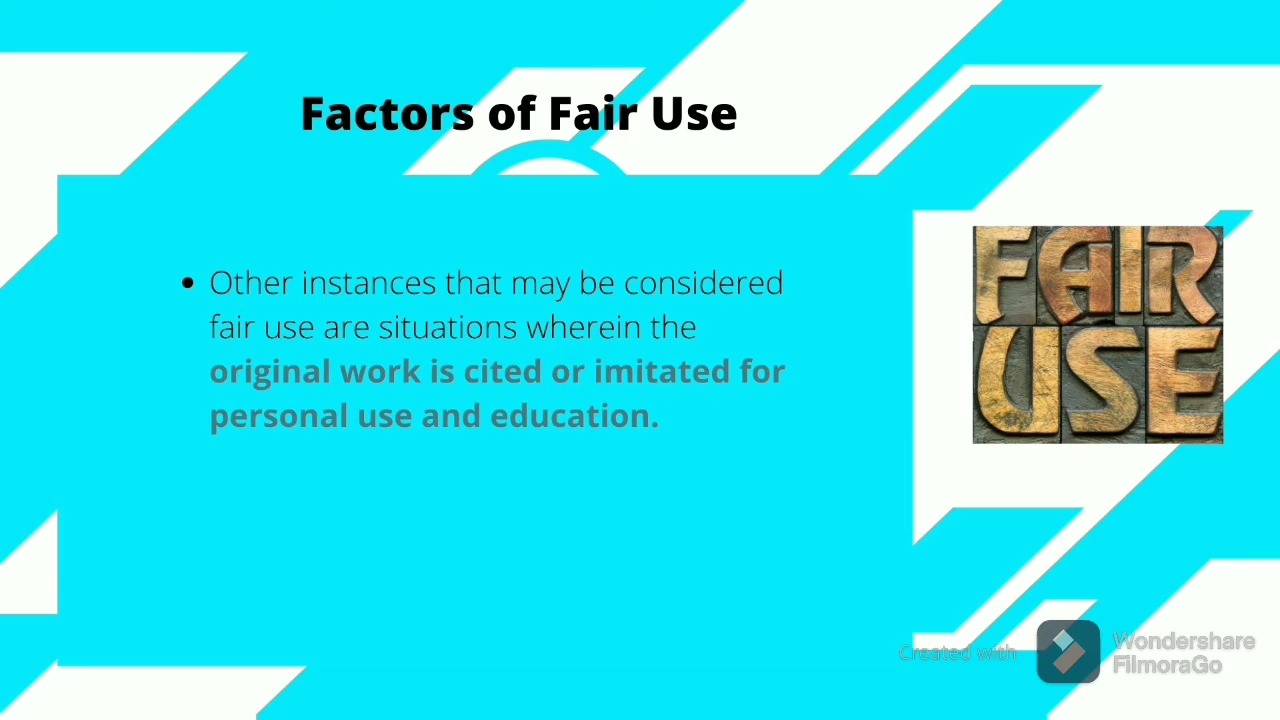 Factors of Fair Use
• Other instances that may be considered
fair use are situations wherein the
original work is cited or imitated for
personal use and education.
FAIR
USE
Created with
Wondershare
FilmoraGo